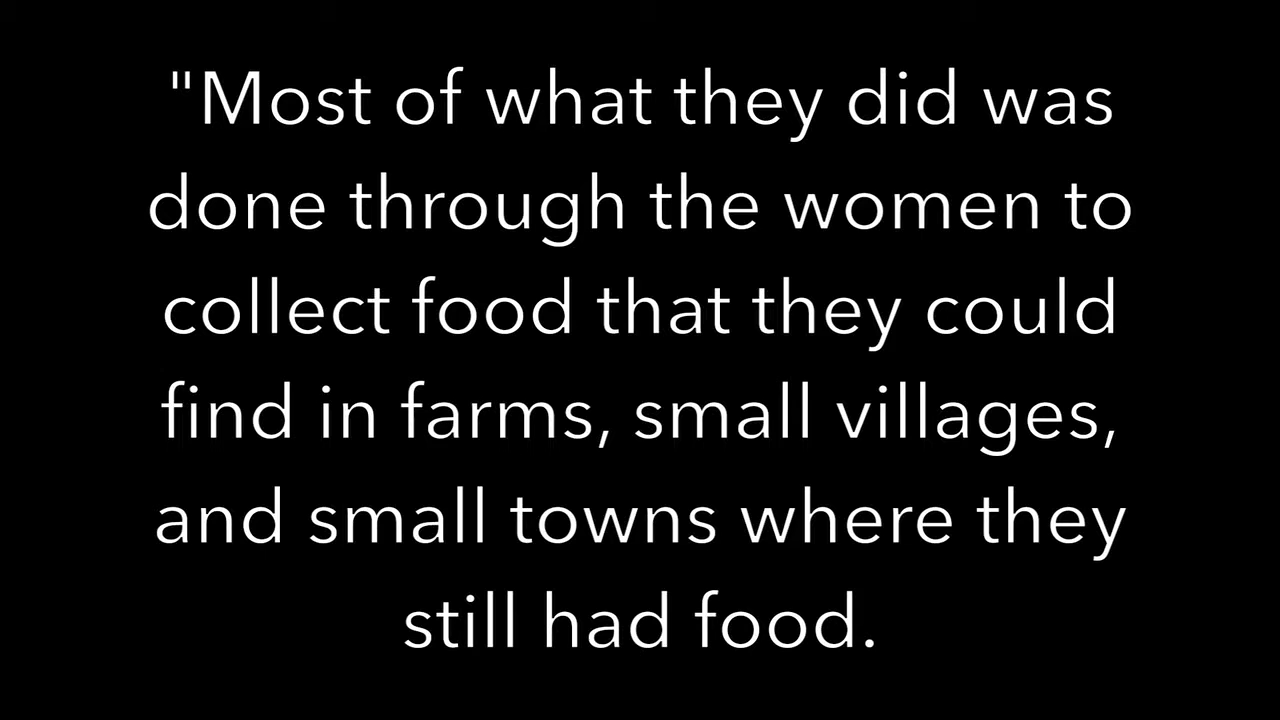 "Most of what they did was
done through the women to
collect food that they could
find in farms, small villages,
and small towns where they
still had food.